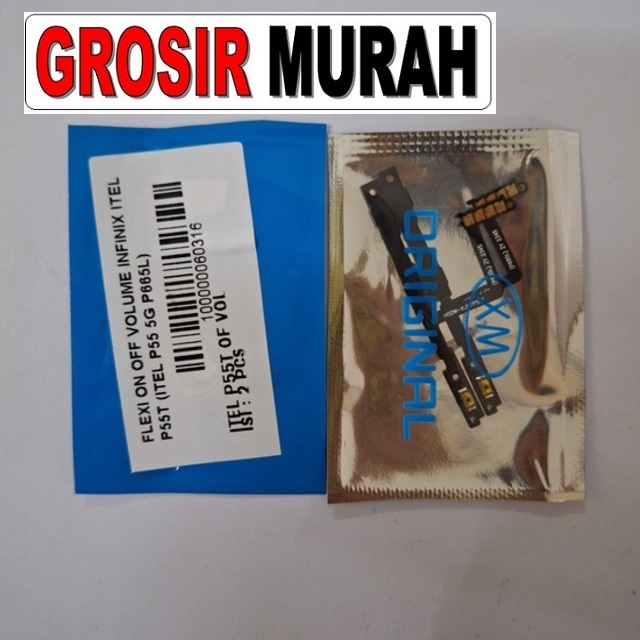 GROSIR MURAH
FLEXI ON OFF VOLUME INFINIX ITEL
P55T (ITEL P55 5G P665L)
100000060316
ITEL P55T OF VOL
ISI : 2 PCS
ORIGINAL
XM